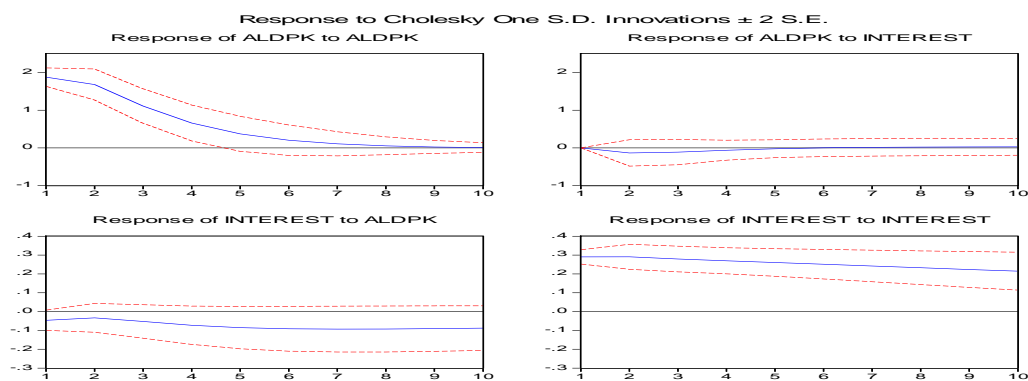 Response to Cholesky One S.D. Innovations ± 2 S.E.
Response of ALDPK to ALDPK
2
1
0
-1
1 2 3 4 5 6 7 8 9 10
Response of ALDPK to INTEREST
2
1
0
-1
1 2 3 4 5 6 7 8 9 10
Response of INTEREST to ALDPK
.4
.3
.2
.1
.0
-.1
-.2
-.3
1 2 3 4 5 6 7 8 9 10
Response of INTEREST to INTEREST
.4
.3
.2
.1
.0
-.1
-.2
-.3
1 2 3 4 5 6 7 8 9 10